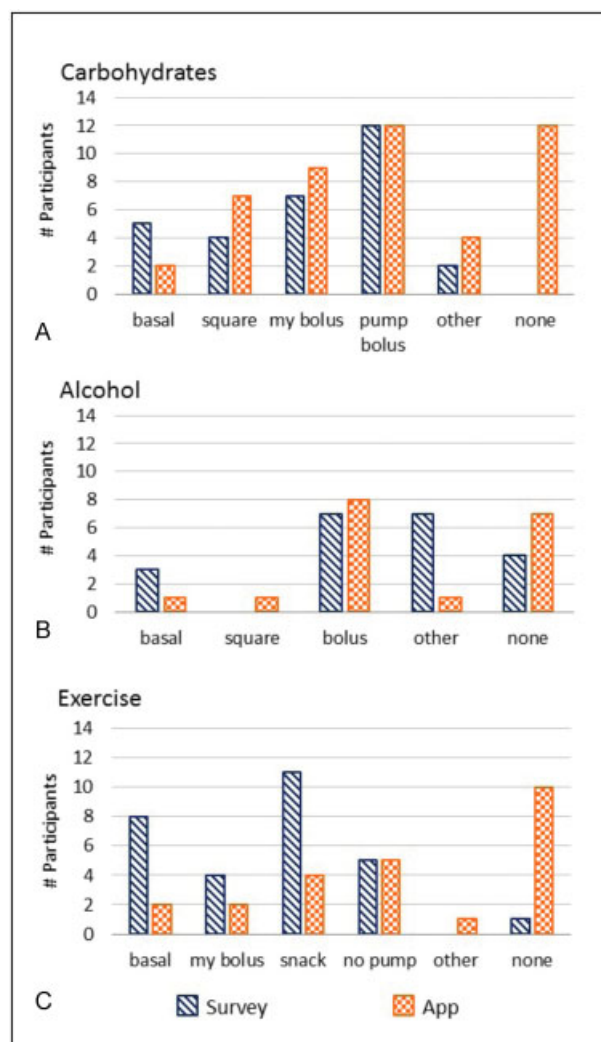 Carbohydrates
# Participants
14
12
10
8
6
4
2
0
basal square my bolus pump bolus other none
A
Alcohol
# Participants
14
12
10
8
6
4
2
0
basal square bolus other none
B
Exercise
# Participants
14
12
10
8
6
4
2
0
basal my bolus snack no pump other none
C
Survey App